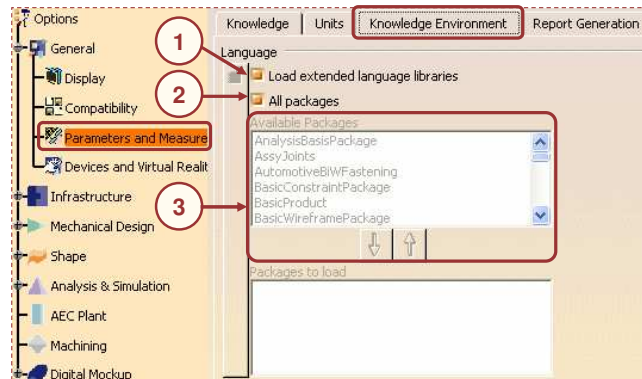 Options
General
Display
Compatibility
Parameters and Measure
Devices and Virtual Realit
Infrastructure
Mechanical Design
Shape
Analysis & Simulation
AEC Plant
Machining
Digital Mockup
Knowledge
Units
Knowledge Environment
Report Generation
Language
1
Load extended language libraries
2
All packages
3
Available Packages
AnalysisBasisPackage
AssyJoints
AutomotiveBiWFastening
BasicConstraintPackage
BasicProduct
BasicWireframePackage
Packages to load